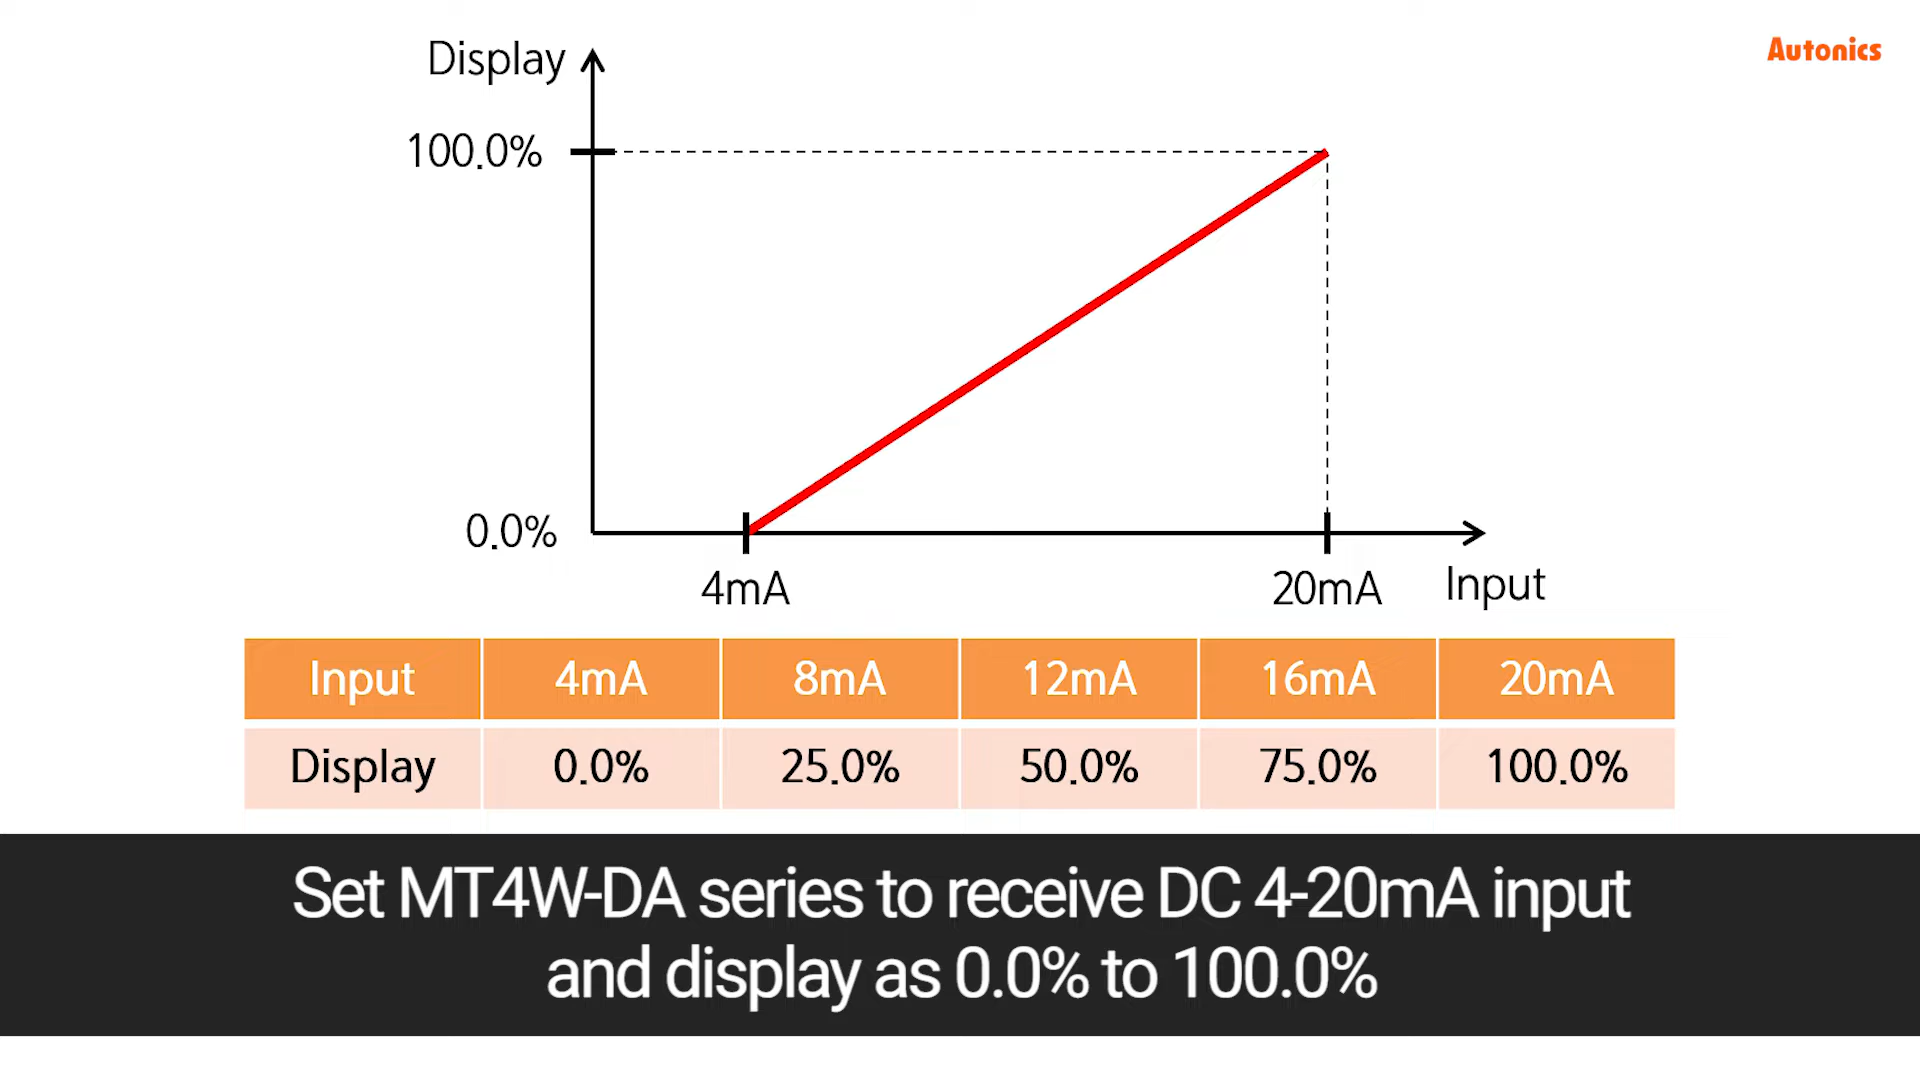 Autonics
Display
100.0%
0.0%
4mA
20mA
Input
Input 4mA 8mA 12mA 16mA 20mA
Display 0.0% 25.0% 50.0% 75.0% 100.0%
Set MT4W-DA series to receive DC 4-20mA input
and display as 0.0% to 100.0%